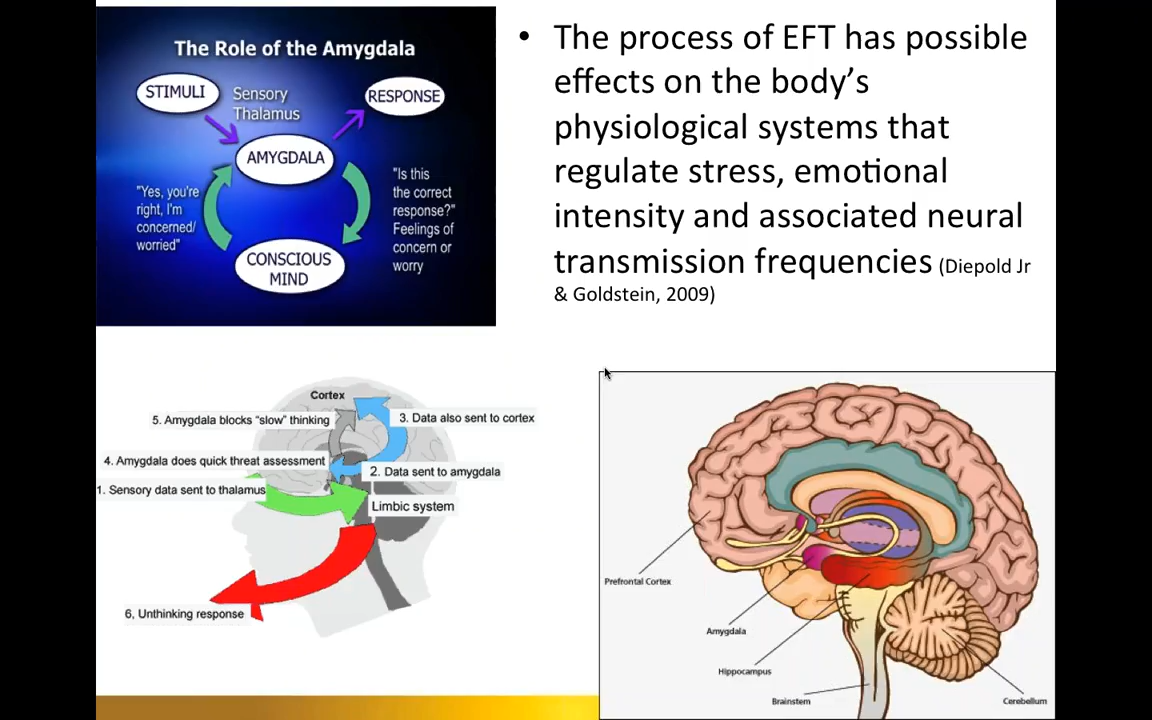 The Role of the Amygdala
STIMULI
Sensory
Thalamus
RESPONSE
AMYGDALA
"Yes, you're
right, I'm
concerned/
worried"
"Is this
the correct
response?"
Feelings of
concern or
worry
CONSCIOUS
MIND
• The process of EFT has possible
effects on the body’s
physiological systems that
regulate stress, emotional
intensity and associated neural
transmission frequencies (Diepold Jr
& Goldstein, 2009)
Cortex
5. Amygdala blocks “slow” thinking
3. Data also sent to cortex
4. Amygdala does quick threat assessment
2. Data sent to amygdala
1. Sensory data sent to thalamus
Limbic system
6, Unthinking response
Prefrontal Cortex
Amygdala
Hippocampus
Brainstem
Cerebellum